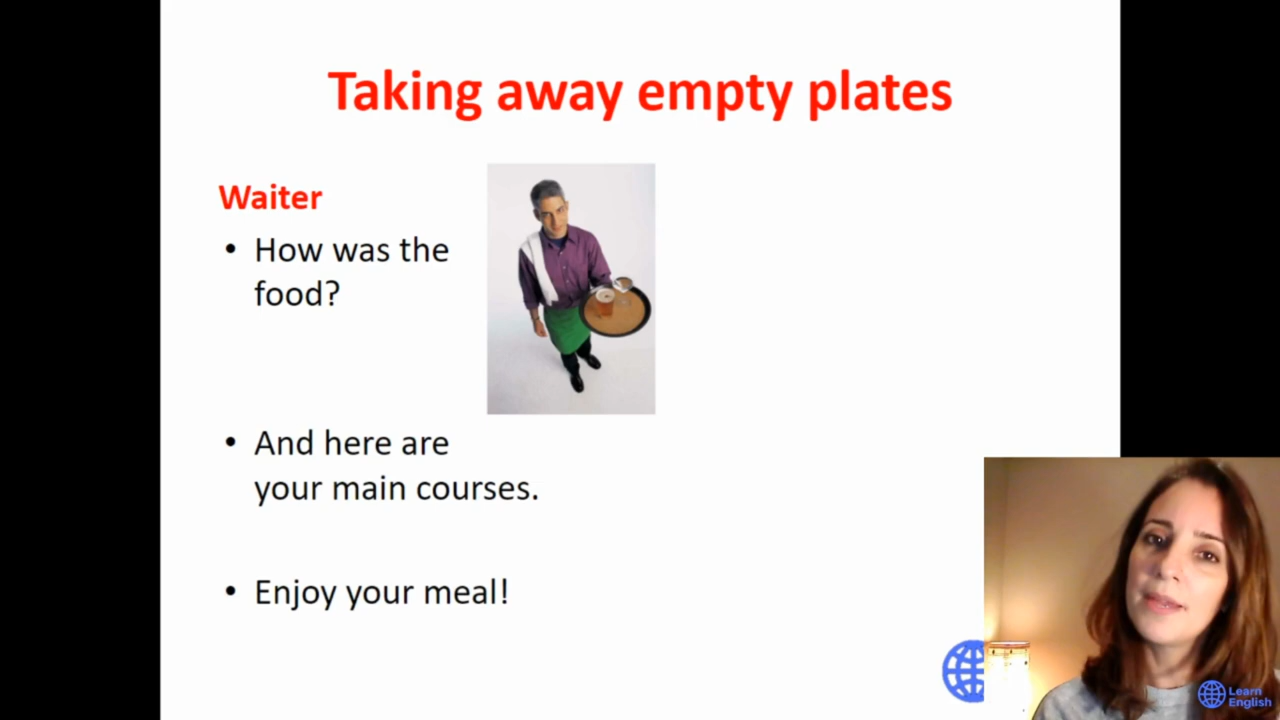 Taking away empty plates
Waiter
• How was the
food?
• And here are
your main courses.
• Enjoy your meal!
Learn
English